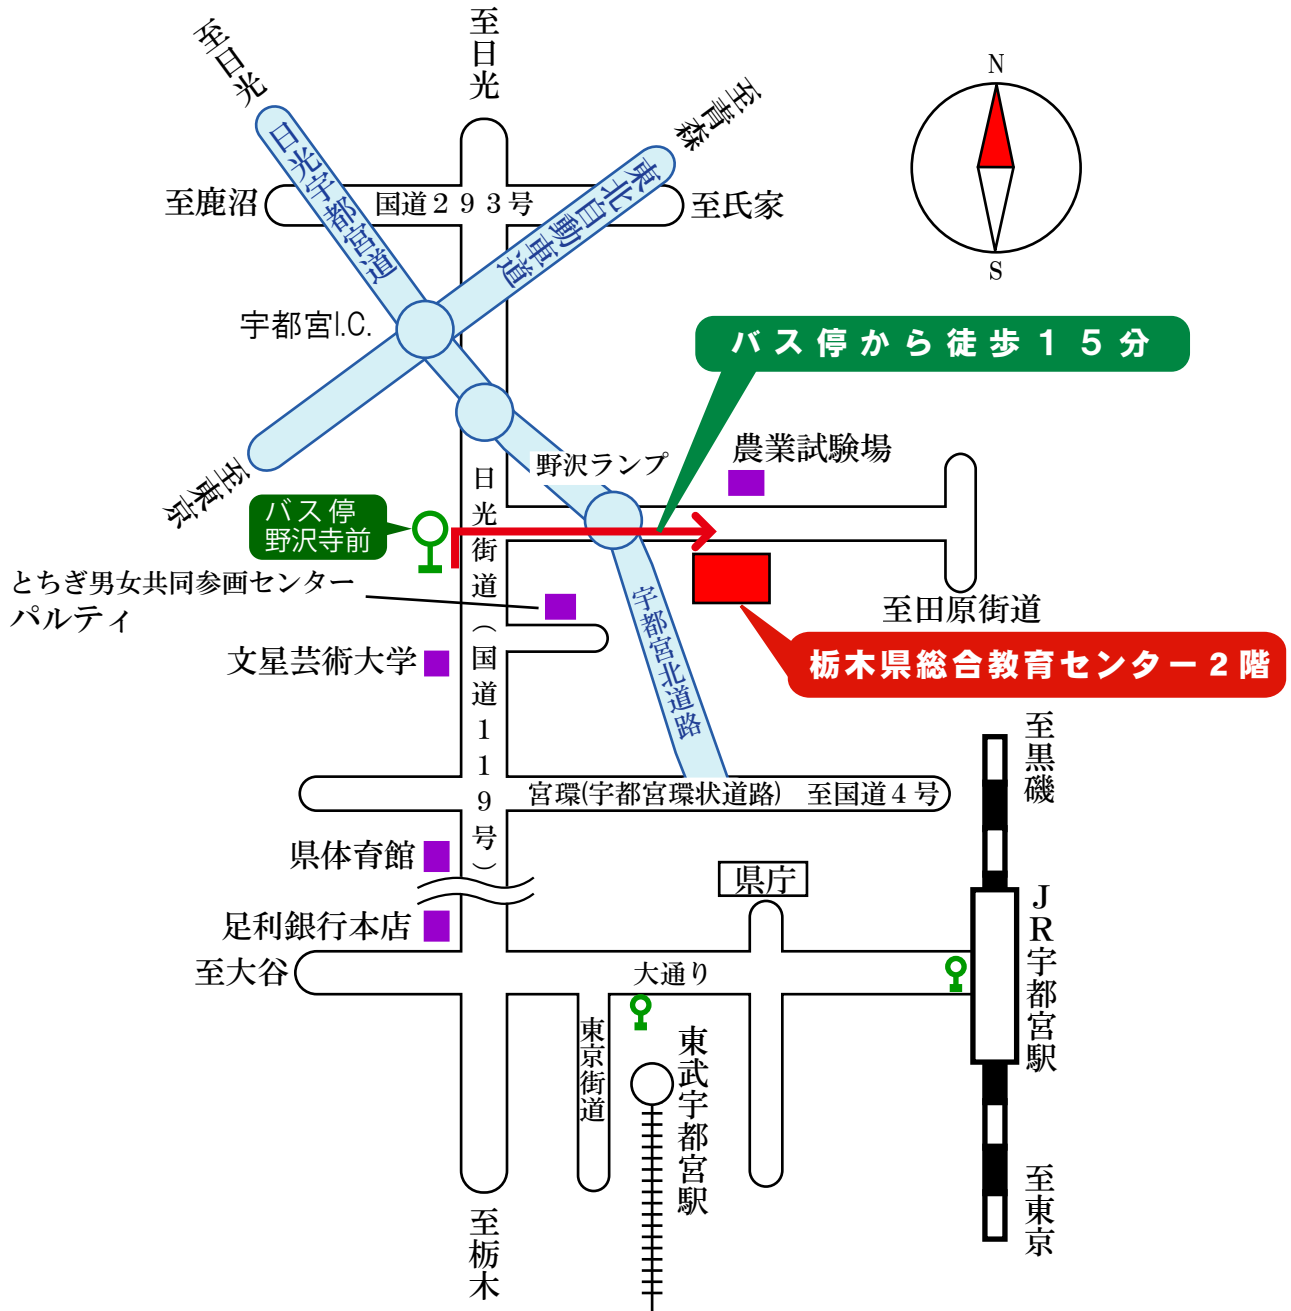 至日光
至日光
至青森
N
S
日光宇都宮道
東北自動車道
至鹿沼
国道２９３号
至氏家
宇都宮I.C.
バス停から徒歩１５分
農業試験場
野沢ランプ
至東京
バス停
野沢寺前
日光街道（国道１１９号）
とちぎ男女共同参画センター
パルティ
宇都宮北道路
至田原街道
文星芸術大学
栃木県総合教育センター２階
至黒磯
宮環(宇都宮環状道路)　至国道４号
県体育館
県庁
足利銀行本店
至大谷
大通り
ＪＲ宇都宮駅
東京街道
東武宇都宮駅
至東京
至栃木